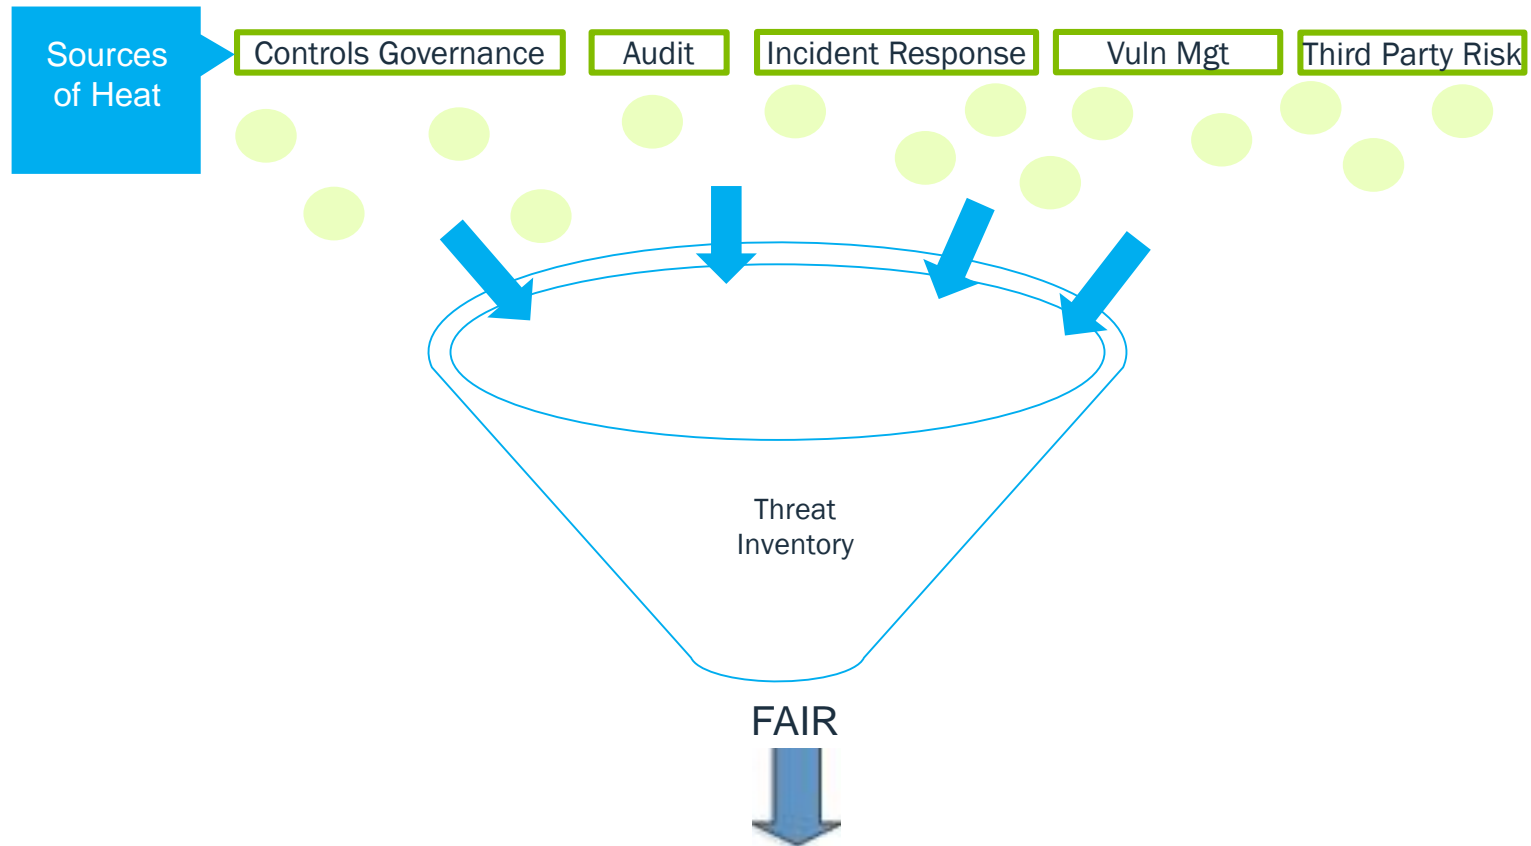 Sources
of Heat
Controls Governance
Audit
Incident Response
Vuln Mgt
Third Party Risk
Threat
Inventory
FAIR